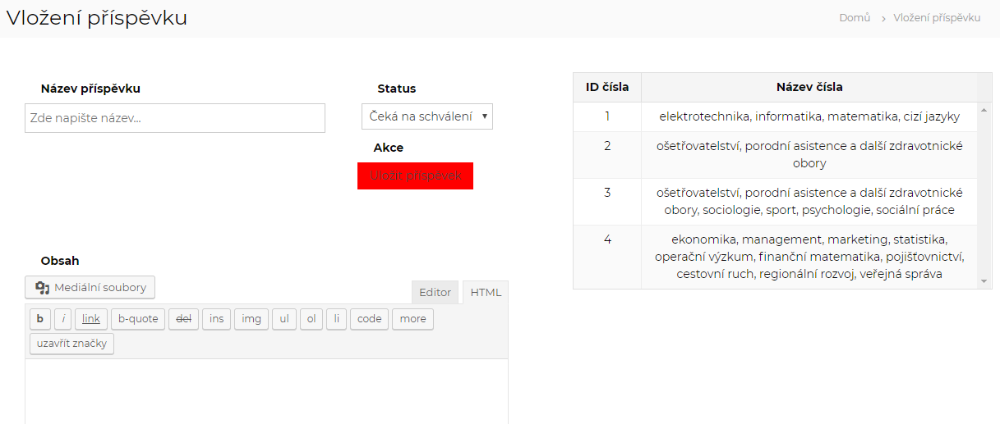 Vložení příspěvku
Domů › Vložení příspěvku
Název příspěvku
Zde napište název...
Status
Čeká na schválení
Akce
Uložit příspěvek
Obsah
Mediální soubory
Editor HTML
b i link b-quote del ins img ul ol li code more
uzavřít značky
ID čísla Název čísla
1 elektrotechnika, informatika, matematika, cizí jazyky
2 ošetřovatelství, porodní asistence a další zdravotnické
obory
3 ošetřovatelství, porodní asistence a další zdravotnické
obory, sociologie, sport, psychologie, sociální práce
4 ekonomika, management, marketing, statistika,
operační výzkum, finanční matematika, pojišťovnictví,
cestovní ruch, regionální rozvoj, veřejná správa